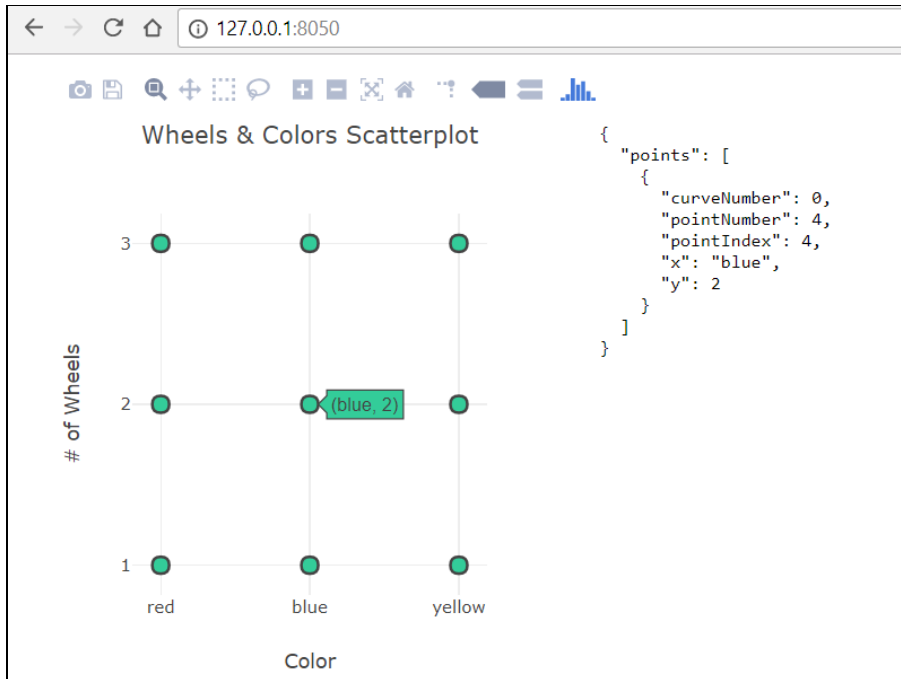 127.0.0.1:8050
Wheels & Colors Scatterplot
3
2
1
# of Wheels
(blue, 2)
red blue yellow
Color
{
"points": [
{
"curveNumber": 0,
"pointNumber": 4,
"pointIndex": 4,
"x": "blue",
"y": 2
}
]
}